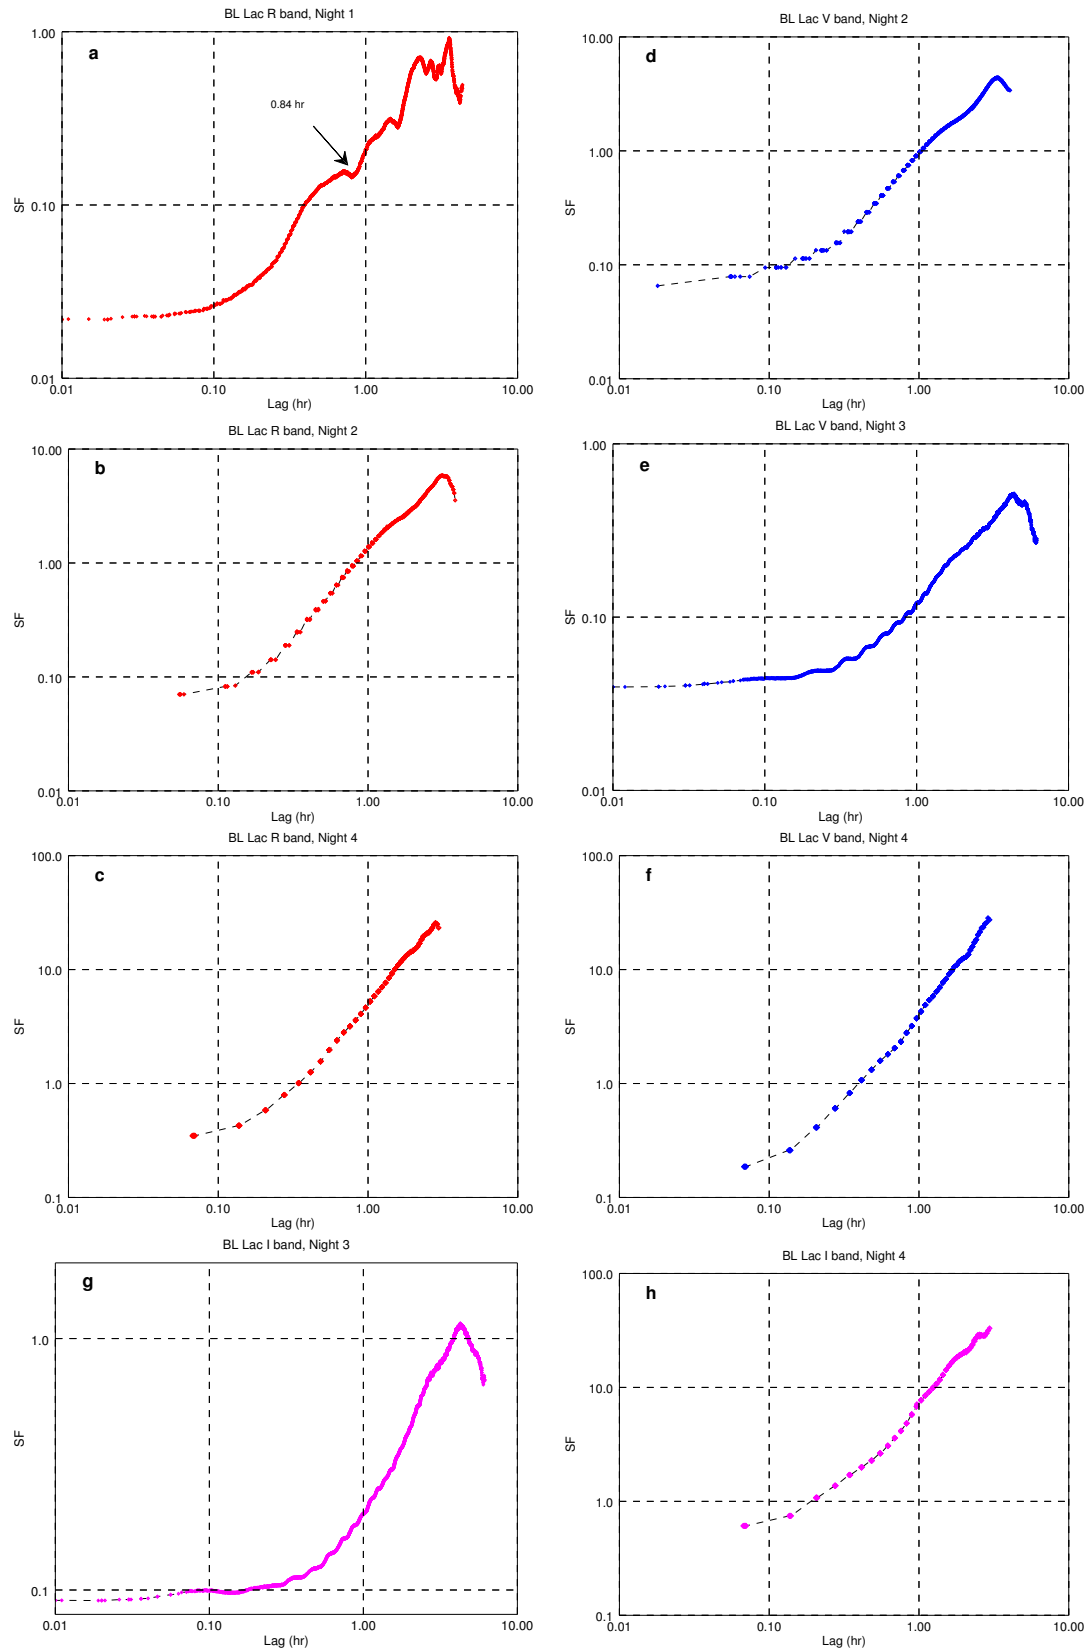 BL Lac R band, Night 1
a
1.00
0.84 hr
SF
0.10
0.01
0.01 0.10 1.00 10.00
Lag (hr)
BL Lac V band, Night 2
d
10.00
1.00
SF
0.10
0.01
0.01 0.10 1.00 10.00
Lag (hr)
BL Lac R band, Night 2
b
10.00
1.00
SF
0.10
0.01
0.01 0.10 1.00 10.00
Lag (hr)
BL Lac V band, Night 3
e
1.00
SF
0.10
0.01
0.01 0.10 1.00 10.00
Lag (hr)
BL Lac R band, Night 4
c
100.0
10.0
SF
1.0
0.1
0.01 0.10 1.00 10.00
Lag (hr)
BL Lac V band, Night 4
f
100.0
10.0
SF
1.0
0.1
0.01 0.10 1.00 10.00
Lag (hr)
BL Lac I band, Night 3
g
1.0
SF
0.1
0.01 0.10 1.00 10.00
Lag (hr)
BL Lac I band, Night 4
h
100.0
10.0
SF
1.0
0.1
0.01 0.10 1.00 10.00
Lag (hr)